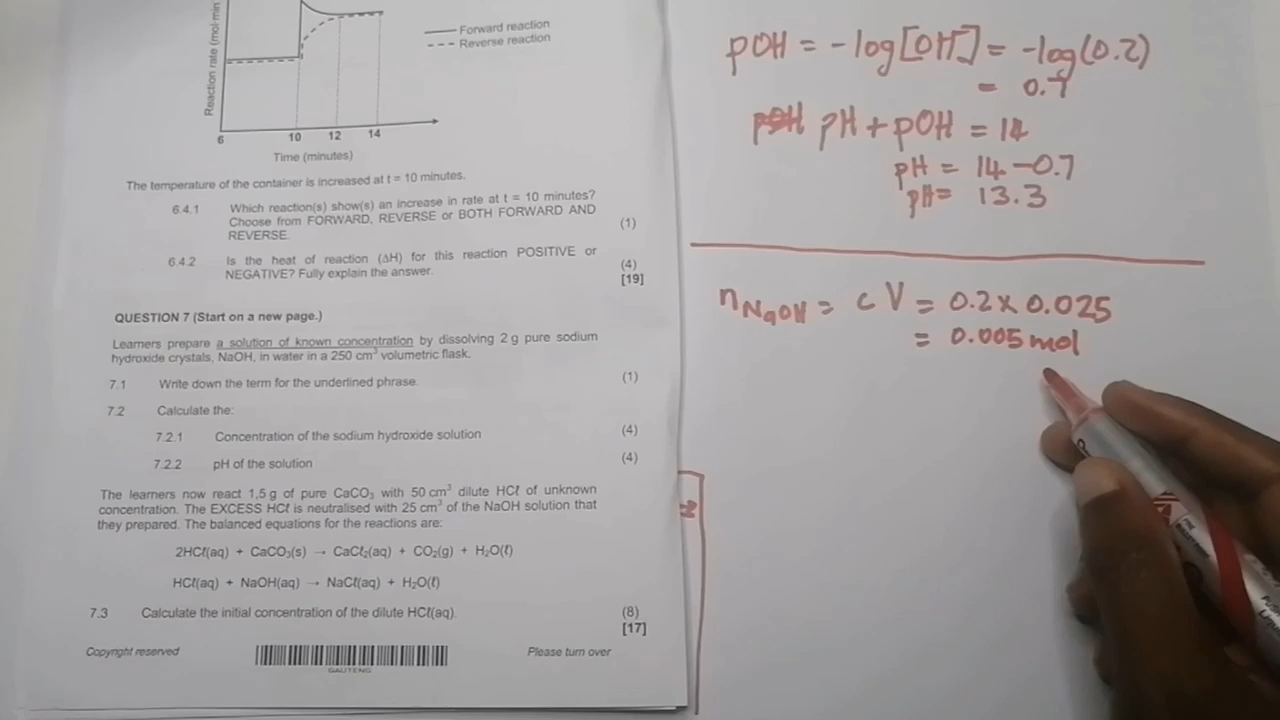 Reaction rate (mol·min
Forward reaction
Reverse reaction
6 10 12 14
Time (minutes)
The temperature of the container is increased at t = 10 minutes.
6.4.1 Which reaction(s) show(s) an increase in rate at t = 10 minutes?
Choose from FORWARD, REVERSE or BOTH FORWARD AND
REVERSE. (1)
6.4.2 Is the heat of reaction (ΔH) for this reaction POSITIVE or
NEGATIVE? Fully explain the answer. (4)
[19]
QUESTION 7 (Start on a new page.)
Learners prepare a solution of known concentration by dissolving 2 g pure sodium
hydroxide crystals, NaOH, in water in a 250 cm³ volumetric flask.
7.1 Write down the term for the underlined phrase. (1)
7.2 Calculate the:
7.2.1 Concentration of the sodium hydroxide solution (4)
7.2.2 pH of the solution (4)
The learners now react 1,5 g of pure CaCO₃ with 50 cm³ dilute HCℓ of unknown
concentration. The EXCESS HCℓ is neutralised with 25 cm³ of the NaOH solution that
they prepared. The balanced equations for the reactions are:
2HCℓ(aq) + CaCO₃(s) → CaCℓ₂(aq) + CO₂(g) + H₂O(ℓ)
HCℓ(aq) + NaOH(aq) → NaCℓ(aq) + H₂O(ℓ)
7.3 Calculate the initial concentration of the dilute HCℓ(aq). (8)
[17]
Copyright reserved Please turn over
GAUTENG
pOH = -log[OH⁻] = -log(0.2)
= 0.7
pH + pOH = 14
pH = 14 - 0.7
pH = 13.3
nNaOH = cV = 0.2 × 0.025
= 0.005 mol